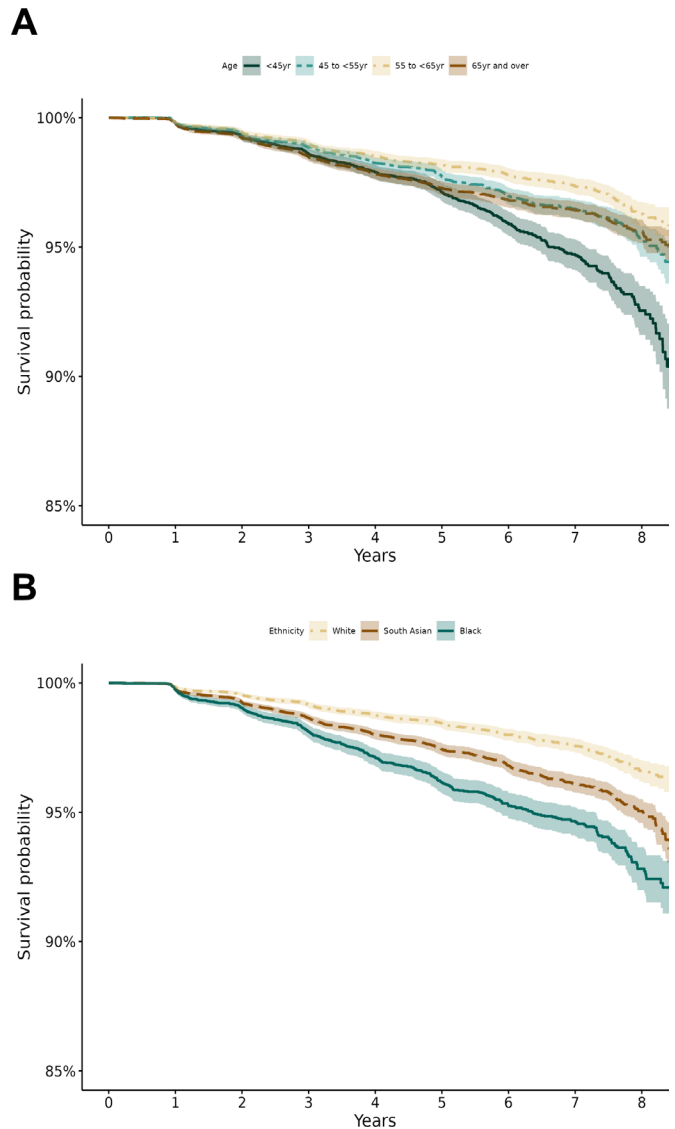 A
Age <45yr 45 to <55yr 55 to <65yr 65yr and over
100%
95%
90%
85%
Survival probability
0 1 2 3 4 5 6 7 8
Years
B
Ethnicity White South Asian Black
100%
95%
90%
85%
Survival probability
0 1 2 3 4 5 6 7 8
Years